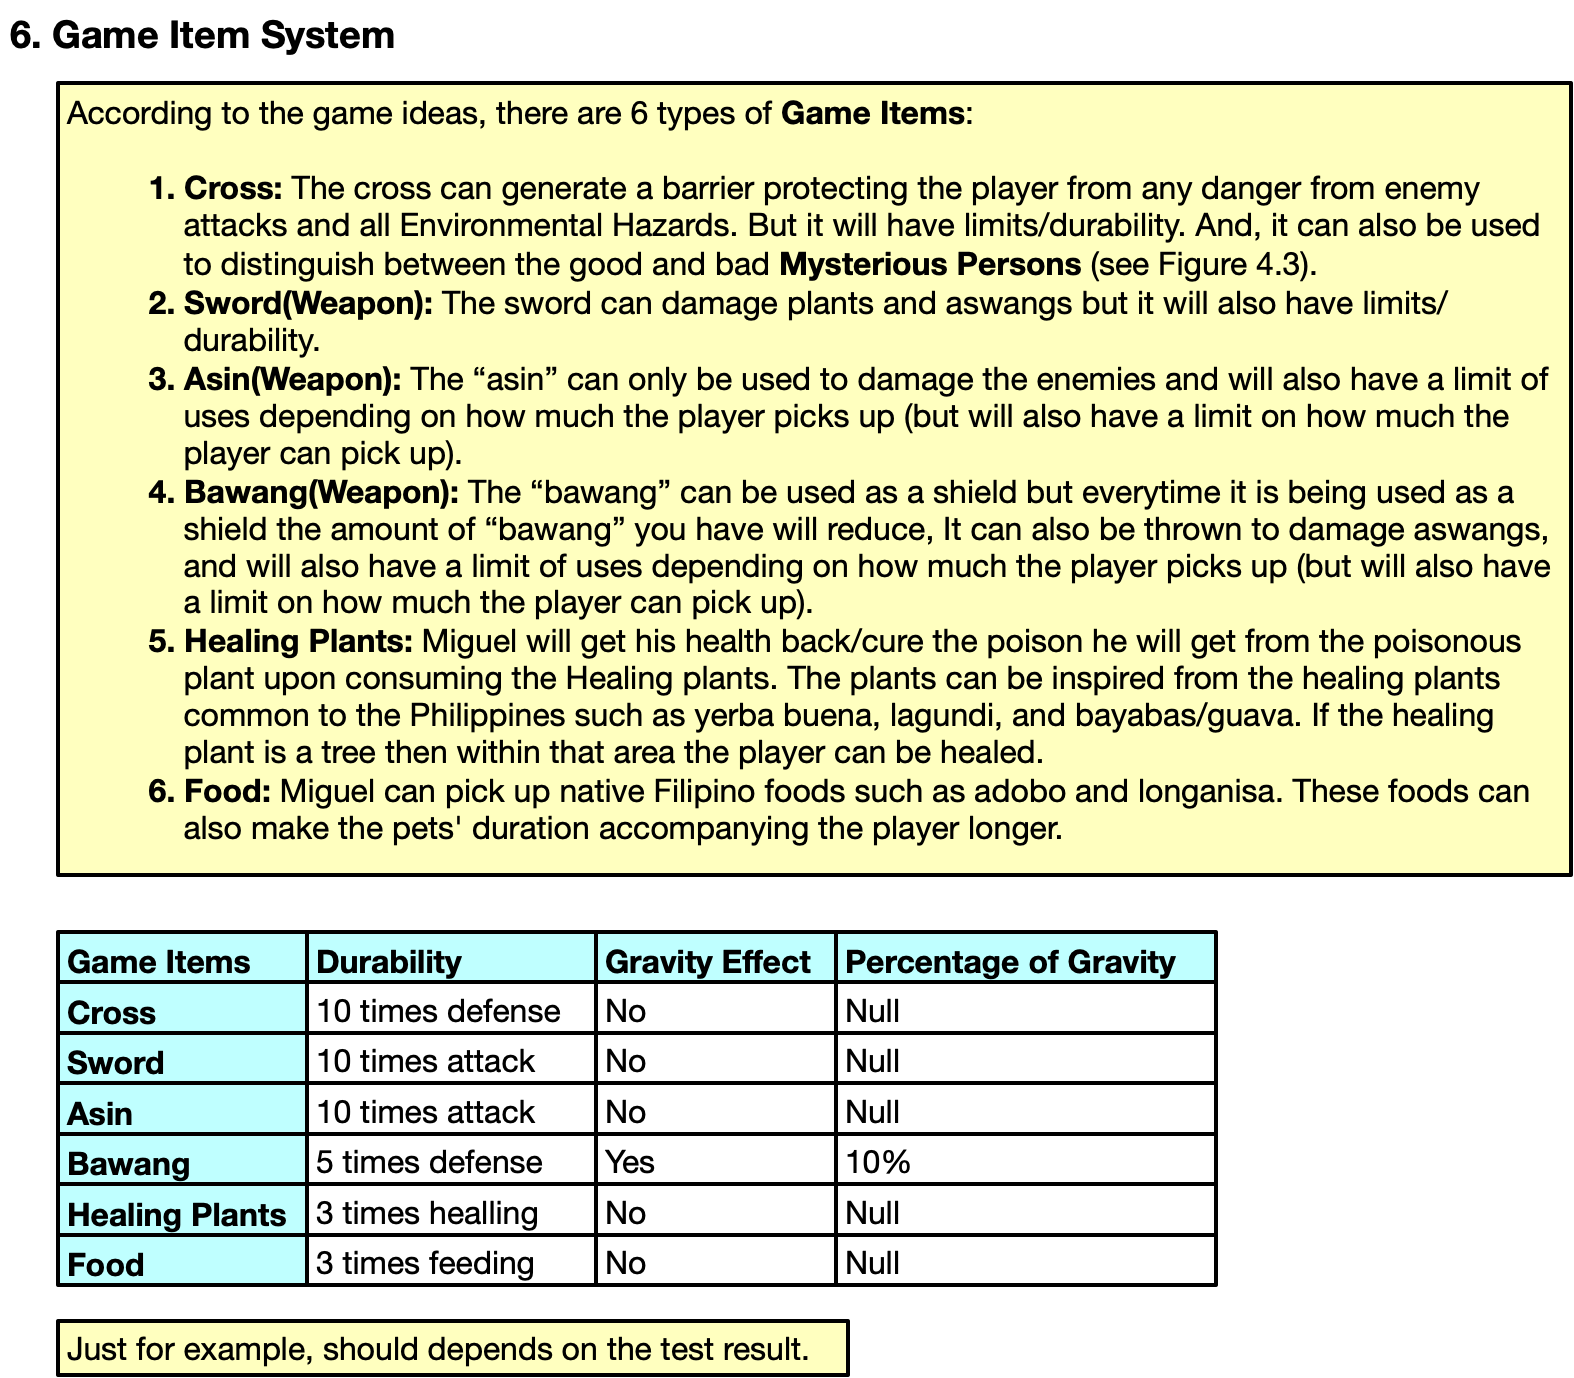 6. Game Item System
According to the game ideas, there are 6 types of Game Items:
1. Cross: The cross can generate a barrier protecting the player from any danger from enemy
attacks and all Environmental Hazards. But it will have limits/durability. And, it can also be used
to distinguish between the good and bad Mysterious Persons (see Figure 4.3).
2. Sword(Weapon): The sword can damage plants and aswangs but it will also have limits/
durability.
3. Asin(Weapon): The “asin” can only be used to damage the enemies and will also have a limit of
uses depending on how much the player picks up (but will also have a limit on how much the
player can pick up).
4. Bawang(Weapon): The “bawang” can be used as a shield but everytime it is being used as a
shield the amount of “bawang” you have will reduce, It can also be thrown to damage aswangs,
and will also have a limit of uses depending on how much the player picks up (but will also have
a limit on how much the player can pick up).
5. Healing Plants: Miguel will get his health back/cure the poison he will get from the poisonous
plant upon consuming the Healing plants. The plants can be inspired from the healing plants
common to the Philippines such as yerba buena, lagundi, and bayabas/guava. If the healing
plant is a tree then within that area the player can be healed.
6. Food: Miguel can pick up native Filipino foods such as adobo and longanisa. These foods can
also make the pets' duration accompanying the player longer.
Game Items Durability Gravity Effect Percentage of Gravity
Cross 10 times defense No Null
Sword 10 times attack No Null
Asin 10 times attack No Null
Bawang 5 times defense Yes 10%
Healing Plants 3 times healling No Null
Food 3 times feeding No Null
Just for example, should depends on the test result.